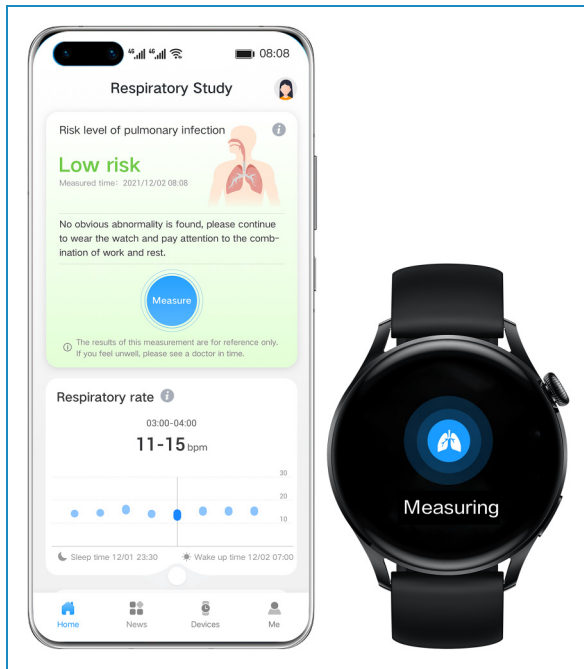 4G 4G 08:08
Respiratory Study
Risk level of pulmonary infection
Low risk
Measured time: 2021/12/02 08:08
No obvious abnormality is found, please continue
to wear the watch and pay attention to the comb-
ination of work and rest.
Measure
The results of this measurement are for reference only.
If you feel unwell, please see a doctor in time.
Respiratory rate
03:00-04:00
11-15 bpm
30
20
10
Sleep time 12/01 23:30 Wake up time 12/02 07:00
Home News Devices Me
Measuring